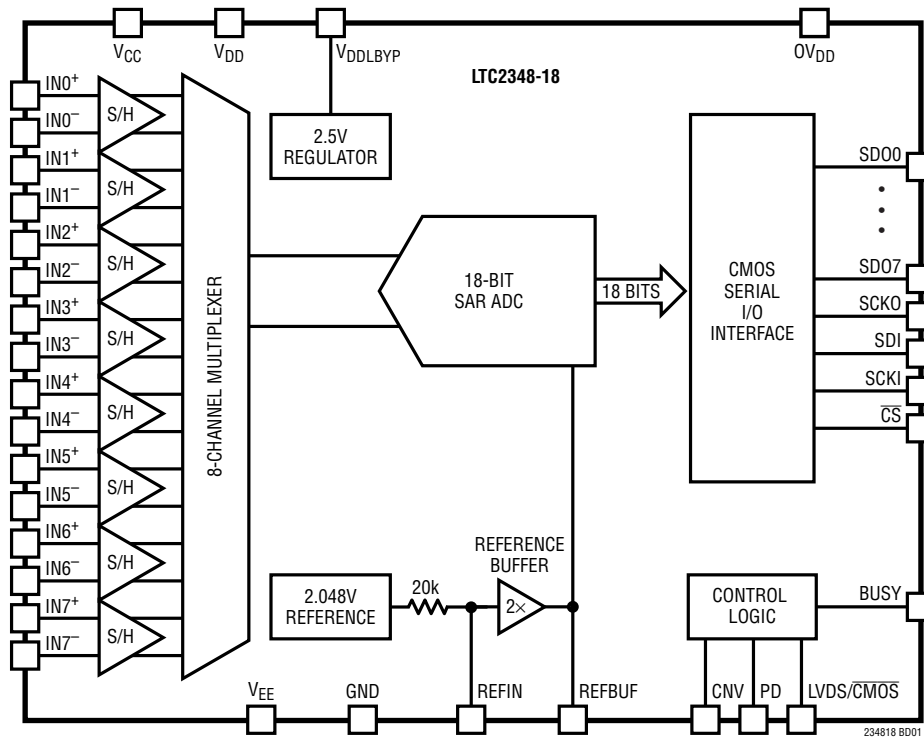 V_CC
V_DD
V_DDLBYP
OV_DD
LTC2348-18
IN0⁺
S/H
IN0⁻
IN1⁺
S/H
IN1⁻
IN2⁺
S/H
IN2⁻
IN3⁺
S/H
IN3⁻
IN4⁺
S/H
IN4⁻
IN5⁺
S/H
IN5⁻
IN6⁺
S/H
IN6⁻
IN7⁺
S/H
IN7⁻
8-CHANNEL MULTIPLEXER
2.5V
REGULATOR
18-BIT
SAR ADC
18 BITS
CMOS
SERIAL
I/O
INTERFACE
SDO0
•
•
•
SDO7
SCKO
SDI
SCKI
C̅S̅
2.048V
REFERENCE
20k
REFERENCE
BUFFER
2×
CONTROL
LOGIC
BUSY
V_EE
GND
REFIN
REFBUF
CNV
PD
LVDS/C̅M̅O̅S̅
234818 BD01